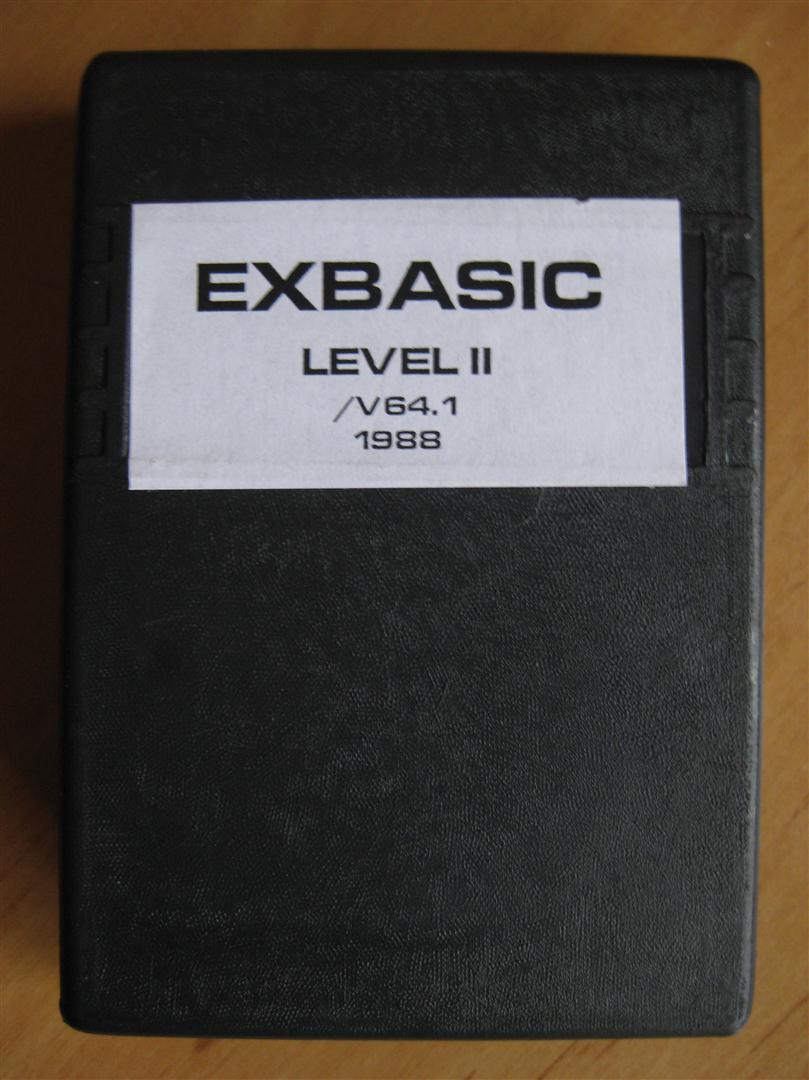 EXBASIC
LEVEL II
/V64.1
1988